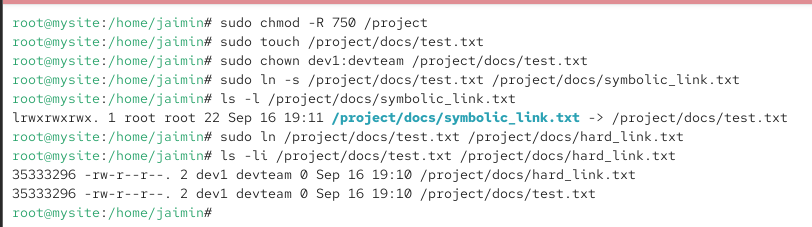 root@mysite:/home/jaimin# sudo chmod -R 750 /project
root@mysite:/home/jaimin# sudo touch /project/docs/test.txt
root@mysite:/home/jaimin# sudo chown dev1:devteam /project/docs/test.txt
root@mysite:/home/jaimin# sudo ln -s /project/docs/test.txt /project/docs/symbolic_link.txt
root@mysite:/home/jaimin# ls -l /project/docs/symbolic_link.txt
lrwxrwxrwx. 1 root root 22 Sep 16 19:11 /project/docs/symbolic_link.txt -> /project/docs/test.txt
root@mysite:/home/jaimin# sudo ln /project/docs/test.txt /project/docs/hard_link.txt
root@mysite:/home/jaimin# ls -li /project/docs/test.txt /project/docs/hard_link.txt
35333296 -rw-r--r--. 2 dev1 devteam 0 Sep 16 19:10 /project/docs/hard_link.txt
35333296 -rw-r--r--. 2 dev1 devteam 0 Sep 16 19:10 /project/docs/test.txt
root@mysite:/home/jaimin#